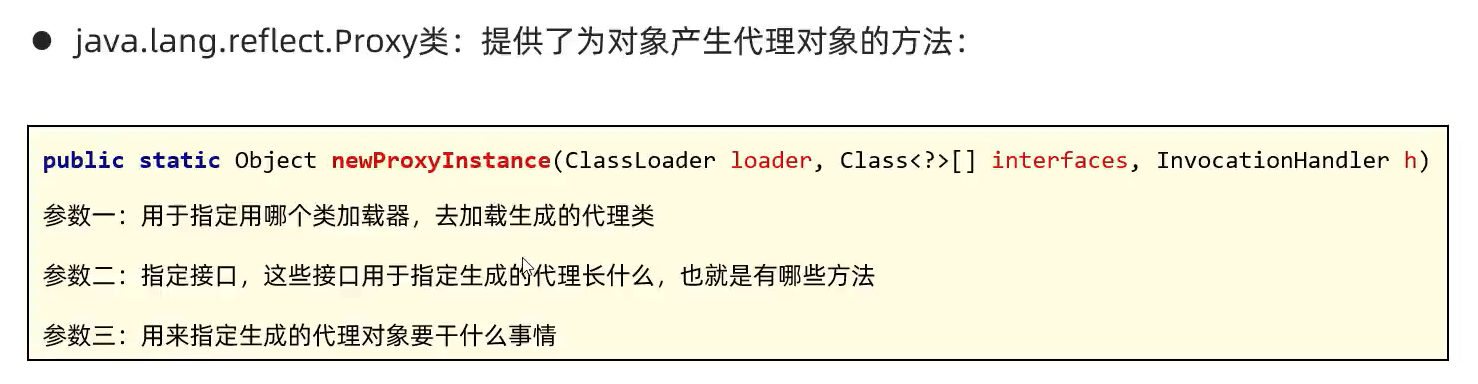 ● java.lang.reflect.Proxy类：提供了为对象产生代理对象的方法：
public static Object newProxyInstance(ClassLoader loader, Class<?>[] interfaces, InvocationHandler h)
参数一：用于指定用哪个类加载器，去加载生成的代理类
参数二：指定接口，这些接口用于指定生成的代理长什么，也就是有哪些方法
参数三：用来指定生成的代理对象要干什么事情